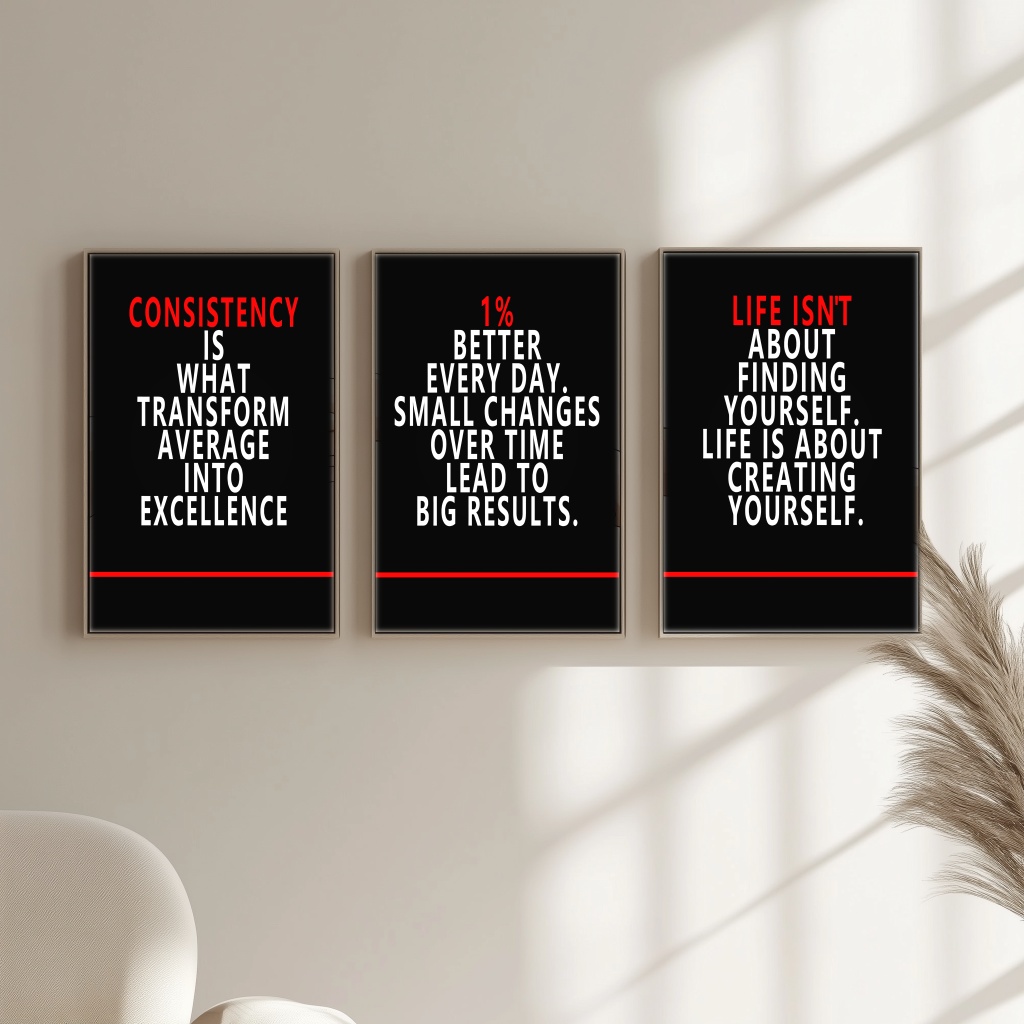 CONSISTENCY
IS
WHAT
TRANSFORM
AVERAGE
INTO
EXCELLENCE
1%
BETTER
EVERY DAY.
SMALL CHANGES
OVER TIME
LEAD TO
BIG RESULTS.
LIFE ISN'T
ABOUT
FINDING
YOURSELF.
LIFE IS ABOUT
CREATING
YOURSELF.